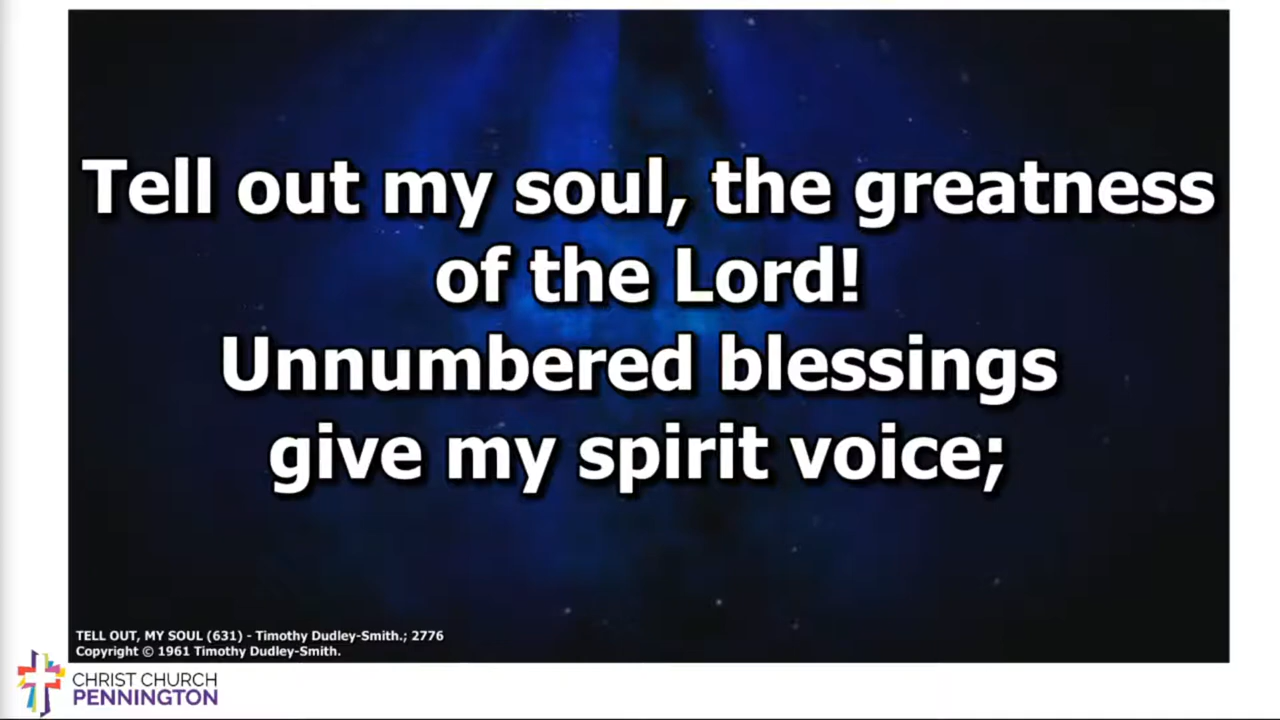 Tell out my soul, the greatness
of the Lord!
Unnumbered blessings
give my spirit voice;
TELL OUT, MY SOUL (631) - Timothy Dudley-Smith.; 2776
Copyright © 1961 Timothy Dudley-Smith.
CHRIST CHURCH
PENNINGTON